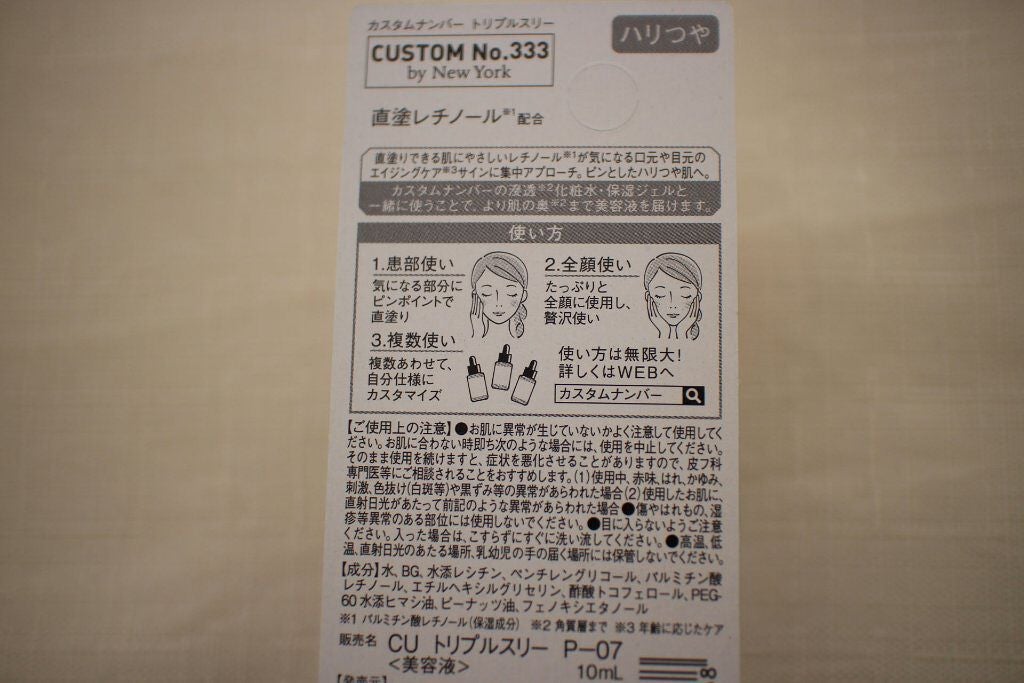 カスタムナンバー トリプルスリー
CUSTOM No.333
by New York
ハリつや
直塗レチノール※1配合
直塗りできる肌にやさしいレチノール※1が気になる口元や目元の
エイジングケア※3サインに集中アプローチ。ピンとしたハリつや肌へ。
カスタムナンバーの浸透※2化粧水・保湿ジェルと
一緒に使うことで、より肌の奥※2まで美容液を届けます。
使い方
1.患部使い
気になる部分に
ピンポイントで
直塗り
2.全顔使い
たっぷりと
全顔に使用し、
贅沢使い
3.複数使い
複数あわせて、
自分仕様に
カスタマイズ
使い方は無限大!
詳しくはWEBへ
カスタムナンバー
【ご使用上の注意】●お肌に異常が生じていないかよく注意して使用してく
ださい。お肌に合わない時即ち次のような場合には、使用を中止してください。
そのまま使用を続けますと、症状を悪化させることがありますので、皮フ科
専門医等にご相談されることをおすすめします。(1)使用中、赤味、はれ、かゆみ、
刺激、色抜け(白斑等)や黒ずみ等の異常があらわれた場合(2)使用したお肌に、
直射日光があたって前記のような異常があらわれた場合●傷やはれもの、湿
疹等異常のある部位には使用しないでください。●目に入らないようご注意
ください。入った場合は、こすらずにすぐに洗い流してください。●高温、低
温、直射日光のあたる場所、乳幼児の手の届く場所には保管しないでください。
【成分】水、BG、水添レシチン、ペンチレングリコール、パルミチン酸
レチノール、エチルヘキシルグリセリン、酢酸トコフェロール、PEG-
60水添ヒマシ油、ピーナッツ油、フェノキシエタノール
※1 パルミチン酸レチノール(保湿成分) ※2 角質層まで ※3 年齢に応じたケア
販売名 CU トリプルスリー P−07
<美容液> 10mL
【発売元】